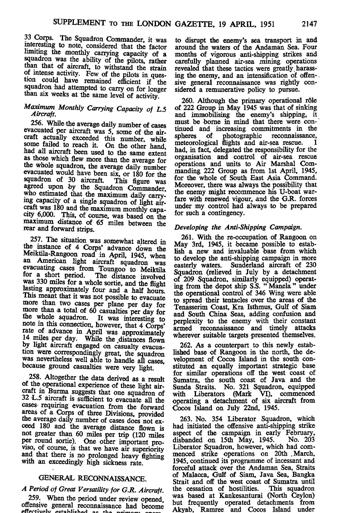 SUPPLEMENT TO THE LONDON GAZETTE, 19 APRIL, 1951 2147
33 Corps. The Squadron Commander, it was
interesting to note, considered that the factor
limiting the monthly carrying capacity of a
squadron was the ability of the pilots, rather
than that of aircraft, to withstand the strain
of intense activity. Few of the pilots in ques-
tion could have remained efficient if the
squadron had attempted to carry on for longer
than six weeks at the same level of activity.
Maximum Monthly Carrying Capacity of L.5
Aircraft.
256. While the average daily number of cases
evacuated per aircraft was 5, some of the air-
craft actually exceeded this number, while
some failed to reach it. On the other hand,
had all aircraft been used to the same extent
as those which flew more than the average for
the whole squadron, the average daily number
evacuated would have been six, or 180 for the
squadron of 30 aircraft. This figure was
agreed upon by the Squadron Commander,
who estimated that the maximum daily carry-
ing capacity of a single squadron of light air-
craft was 180 and the maximum monthly capa-
city 6,000. This, of course, was based on the
maximum distance of 65 miles between the
rear and forward strips.
257. The situation was somewhat altered in
the instance of 4 Corps' advance down the
Meiktila-Rangoon road in April, 1945, when
an American light aircraft squadron was
evacuating cases from Toungoo to Meiktila
for a short period. The distance involved
was 330 miles for a whole sortie, and the flight
lasting approximately four and a half hours.
This meant that it was not possible to evacuate
more than two cases per plane per day for
more than a total of 60 casualties per day for
the whole squadron. It was interesting to
note in this connection, however, that 4 Corps'
rate of advance in April was approximately
14 miles per day. While the distances flown
by light aircraft engaged on casualty evacua-
tion were correspondingly great, the squadron
was nevertheless well able to handle all cases,
because ground casualties were very light.
258. Altogether the data derived as a result
of the operational experience of these light air-
craft in Burma suggests that one squadron of
32 L.5 aircraft is sufficient to evacuate all the
cases requiring evacuation from the forward
areas of a Corps of three Divisions, provided
the average daily number of cases does not ex-
ceed 180 and the average distance flown is
not greater than 60 miles per trip (120 miles
per round sortie). One other important pro-
viso, of course, is that we have air superiority
and that there is no prolonged heavy fighting
with an exceedingly high sickness rate.
GENERAL RECONNAISSANCE.
A Period of Great Versatility for G.R. Aircraft.
259. When the period under review opened,
offensive general reconnaissance had become
effectively established as the primary
to disrupt the enemy's sea transport in and
around the waters of the Andaman Sea. Four
months of vigorous anti-shipping strikes and
carefully planned air-sea mining operations
revealed that these tactics were greatly harass-
ing the enemy, and an intensification of offen-
sive general reconnaissance was rightly con-
sidered a remunerative policy to pursue.
260. Although the primary operational rôle
of 222 Group in May 1945 was that of sinking
and immobilising the enemy's shipping, it
must be borne in mind that there were con-
tinued and increasing commitments in the
spheres of photographic reconnaissance,
meteorological flights and air-sea rescue. I
had, in fact, delegated the responsibility for the
organisation and control of air-sea rescue
operations and units to Air Marshal Com-
manding 222 Group as from 1st April, 1945,
for the whole of South East Asia Command.
Moreover, there was always the possibility that
the enemy might recommence his U-boat war-
fare with renewed vigour, and the G.R. forces
under my control had always to be prepared
for such a contingency.
Developing the Anti-Shipping Campaign.
261. With the re-occupation of Rangoon on
May 3rd, 1945, it became possible to estab-
lish a new and invaluable base from which
to develop the anti-shipping campaign in more
easterly waters. Sunderland aircraft of 230
Squadron (relieved in July by a detachment
of 209 Squadron, similarly equipped) operat-
ing from the depot ship S.S. "Manela" under
the operational control of 346 Wing were able
to spread their tentacles over the areas of the
Tenasserim Coast, Kra Isthmus, Gulf of Siam
and South China Seas, adding confusion and
perplexity to the enemy with their constant
armed reconnaissance and timely attacks
wherever suitable targets presented themselves.
262. As a counterpart to this newly estab-
lished base of Rangoon in the north, the de-
velopment of Cocos Island in the south con-
stituted an equally important strategic base
for similar operations off the west coast of
Sumatra, the south coast of Java and the
Sunda Straits. No. 321 Squadron, equipped
with Liberators (Mark VI), commenced
operating a detachment of six aircraft from
Cocos Island on July 22nd, 1945.
263. No. 354 Liberator Squadron, which
had initiated the offensive anti-shipping strike
aspect of the campaign in early February,
disbanded on 15th May, 1945. No. 203
Liberator Squadron, however, which had com-
menced strike operations on 20th March,
1945, continued its programme of incessant and
forceful attack over the Andaman Sea, Straits
of Malacca, Gulf of Siam, Java Sea, Bangka
Strait and off the west coast of Sumatra until
the cessation of hostilities. This squadron
was based at Kankesanturai (North Ceylon)
but frequently operated detachments from
Akyab, Ramree and Cocos Island under